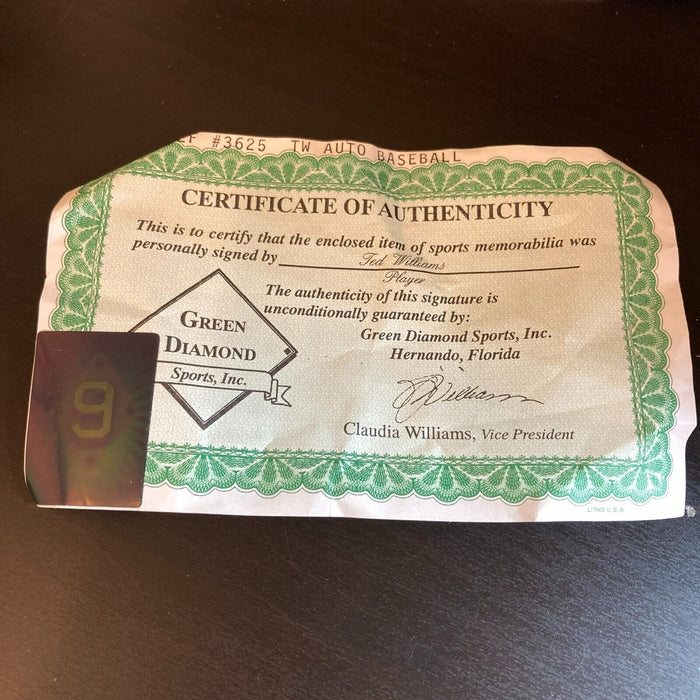 #3625 TW AUTO BASEBALL
CERTIFICATE OF AUTHENTICITY
This is to certify that the enclosed item of sports memorabilia was
personally signed by Ted Williams
Player
The authenticity of this signature is
unconditionally guaranteed by:
Green Diamond Sports, Inc.
Hernando, Florida
GREEN
DIAMOND
Sports, Inc.
9
Claudia Williams, Vice President
LITHO U.S.A.